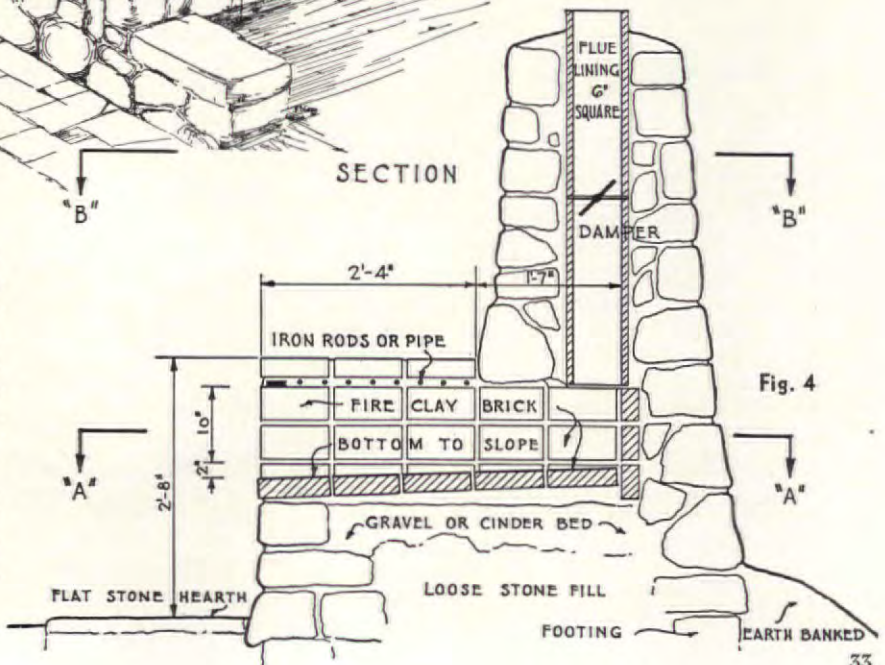 FLUE
LINING
6"
SQUARE
SECTION
"B"
"B"
DAMPER
2'-4"
1'-7"
IRON RODS OR PIPE
Fig. 4
FIRE CLAY BRICK
10"
BOTTOM TO SLOPE
2"
"A"
"A"
2'-8"
GRAVEL OR CINDER BED
FLAT STONE HEARTH
LOOSE STONE FILL
FOOTING
EARTH BANKED
33